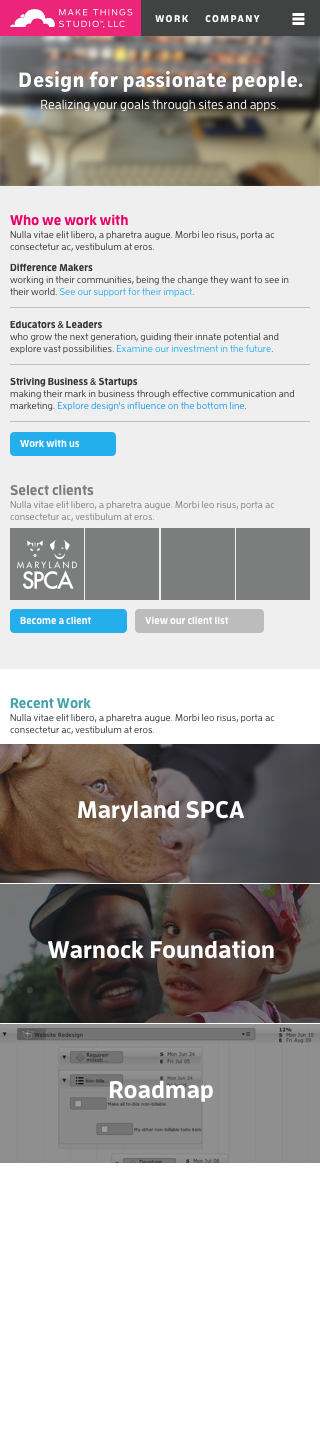 MAKE THINGS
STUDIO™, LLC
WORK COMPANY
Design for passionate people.
Realizing your goals through sites and apps.
Who we work with
Nulla vitae elit libero, a pharetra augue. Morbi leo risus, porta ac
consectetur ac, vestibulum at eros.
Difference Makers
working in their communities, being the change they want to see in
their world. See our support for their impact.
Educators & Leaders
who grow the next generation, guiding their innate potential and
explore vast possibilities. Examine our investment in the future.
Striving Business & Startups
making their mark in business through effective communication and
marketing. Explore design's influence on the bottom line.
Work with us
Select clients
Nulla vitae elit libero, a pharetra augue. Morbi leo risus, porta ac
consectetur ac, vestibulum at eros.
MARYLAND
SPCA
Become a client
View our client list
Recent Work
Nulla vitae elit libero, a pharetra augue. Morbi leo risus, porta ac
consectetur ac, vestibulum at eros.
Maryland SPCA
Warnock Foundation
Website Redesign
12%
S Mon Jun 10
E Fri Aug 09
S Mon Jun 24
E Fri Jul 05
S Mon Jun 24
Roadmap
Make all to-dos non-billable
My other non-billable todo item
S Mon Jul 08